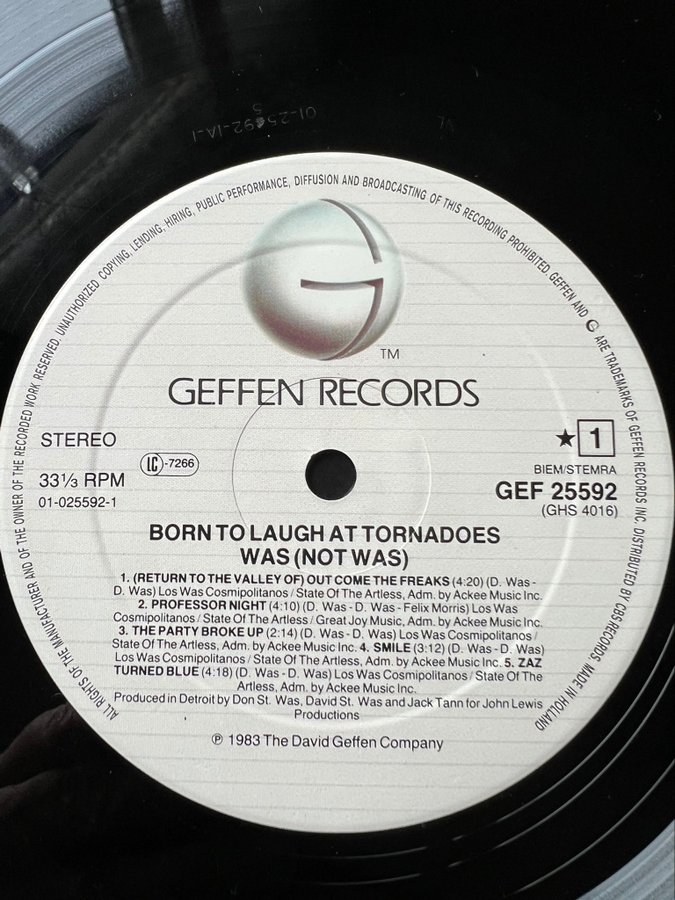 01-25592-1A-1
UNAUTHORIZED COPYING, LENDING, HIRING, PUBLIC PERFORMANCE, DIFFUSION AND BROADCASTING OF THIS RECORDING PROHIBITED. GEFFEN AND G ARE TRADEMARKS OF GEFFEN RECORDS INC. DISTRIBUTED BY CBS RECORDS. MADE IN HOLLAND
ALL RIGHTS OF THE MANUFACTURER AND OF THE OWNER OF THE RECORDED WORK RESERVED.
TM
GEFFEN RECORDS
STEREO
LC-7266
★ 1
33⅓ RPM
01-025592-1
BIEM/STEMRA
GEF 25592
(GHS 4016)
BORN TO LAUGH AT TORNADOES
WAS (NOT WAS)
1. (RETURN TO THE VALLEY OF) OUT COME THE FREAKS (4:20) (D. Was -
D. Was) Los Was Cosmipolitanos / State Of The Artless, Adm. by Ackee Music Inc.
2. PROFESSOR NIGHT (4:10) (D. Was - D. Was - Felix Morris) Los Was
Cosmipolitanos / State Of The Artless / Great Joy Music, Adm. by Ackee Music Inc.
3. THE PARTY BROKE UP (2:14) (D. Was - D. Was) Los Was Cosmipolitanos /
State Of The Artless, Adm. by Ackee Music Inc. 4. SMILE (3:12) (D. Was - D. Was)
Los Was Cosmipolitanos / State Of The Artless, Adm. by Ackee Music Inc. 5. ZAZ
TURNED BLUE (4:18) (D. Was - D. Was) Los Was Cosmipolitanos / State Of The
Artless, Adm. by Ackee Music Inc.
Produced in Detroit by Don St. Was, David St. Was and Jack Tann for John Lewis
Productions
℗ 1983 The David Geffen Company